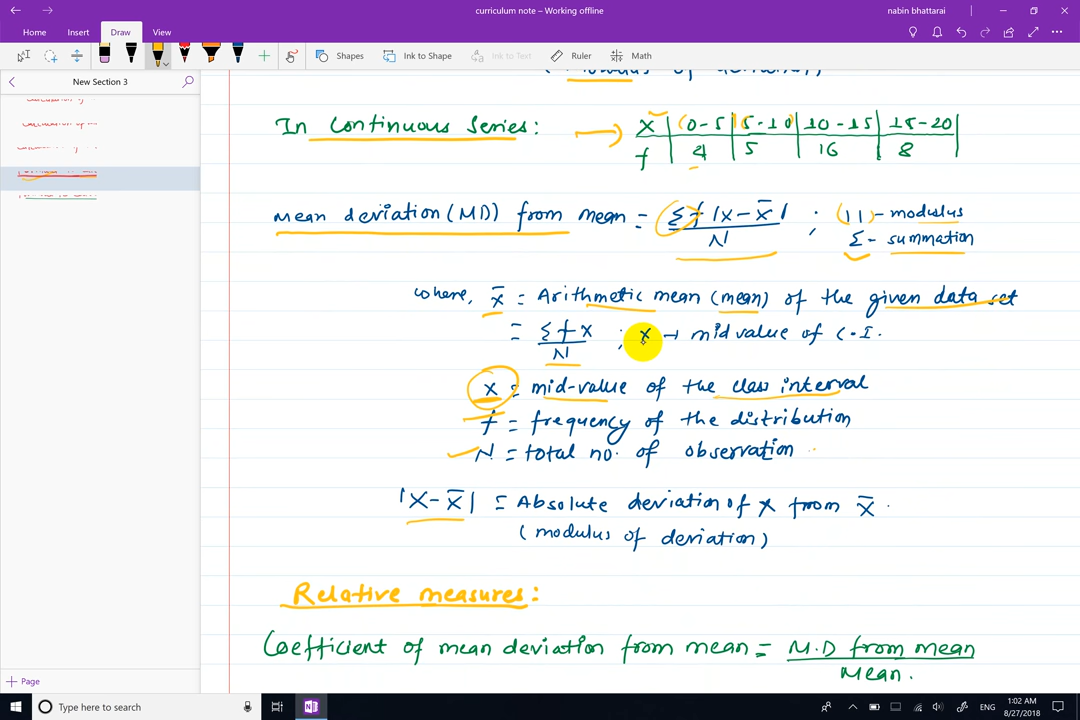 curriculum note – Working offline
nabin bhattarai
Home Insert Draw View
Shapes Ink to Shape Ink to Text Ruler Math
New Section 3
In Continuous Series:
X | 0-5 | 5-10 | 10-15 | 15-20
f | 4 | 5 | 16 | 8
Mean deviation (MD) from mean = Σf|x-x̄| / N ; || - modulus
Σ - summation
where, x̄ = Arithmetic mean (mean) of the given data set
= Σfx / N ; x → mid value of C.I.
x = mid-value of the class interval
f = frequency of the distribution
N = total no. of observation
|X-X̄| = Absolute deviation of x from X̄
(modulus of deviation)
Relative measures:
Coefficient of mean deviation from mean = M.D from mean / Mean.
Page
Type here to search
ENG
1:02 AM
8/27/2018